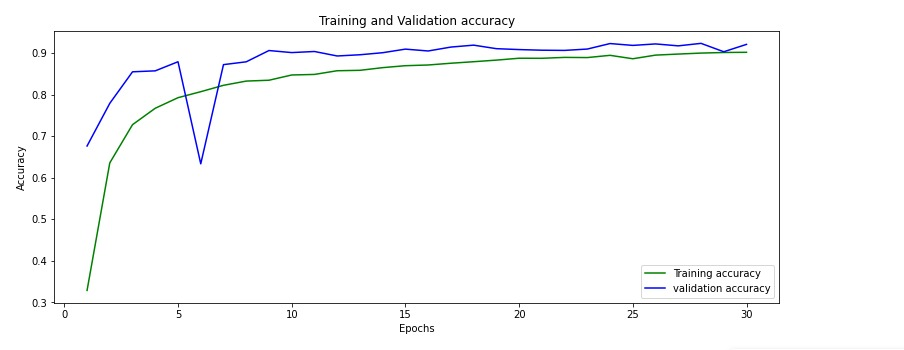 Training and Validation accuracy
Accuracy
0.9
0.8
0.7
0.6
0.5
0.4
0.3
0 5 10 15 20 25 30
Epochs
Training accuracy
validation accuracy